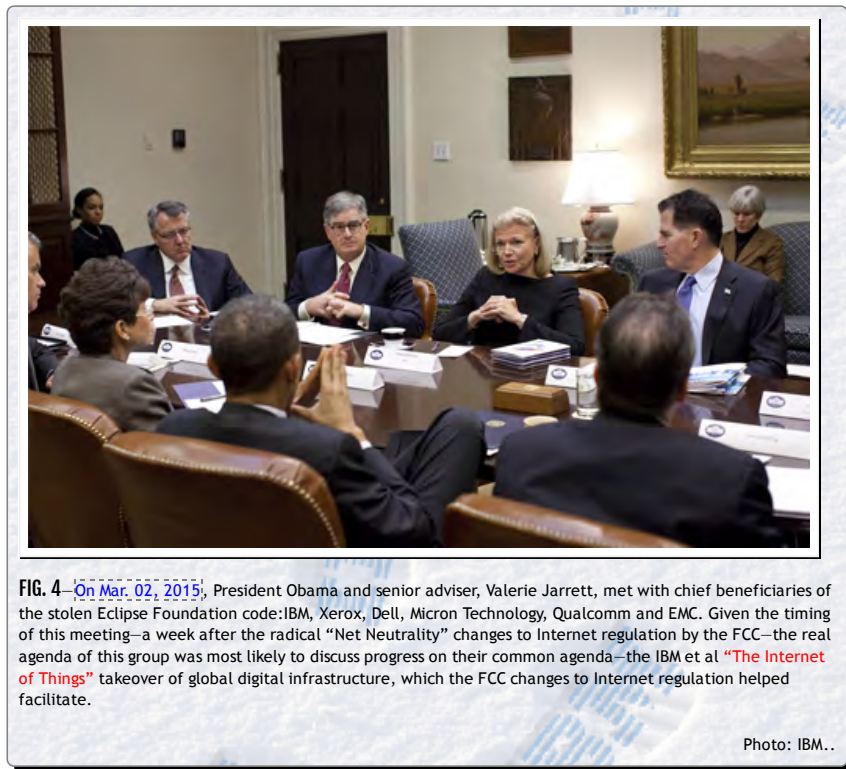 FIG. 4—On Mar. 02, 2015, President Obama and senior adviser, Valerie Jarrett, met with chief beneficiaries of
the stolen Eclipse Foundation code:IBM, Xerox, Dell, Micron Technology, Qualcomm and EMC. Given the timing
of this meeting—a week after the radical “Net Neutrality” changes to Internet regulation by the FCC—the real
agenda of this group was most likely to discuss progress on their common agenda—the IBM et al “The Internet
of Things” takeover of global digital infrastructure, which the FCC changes to Internet regulation helped
facilitate.
Photo: IBM..